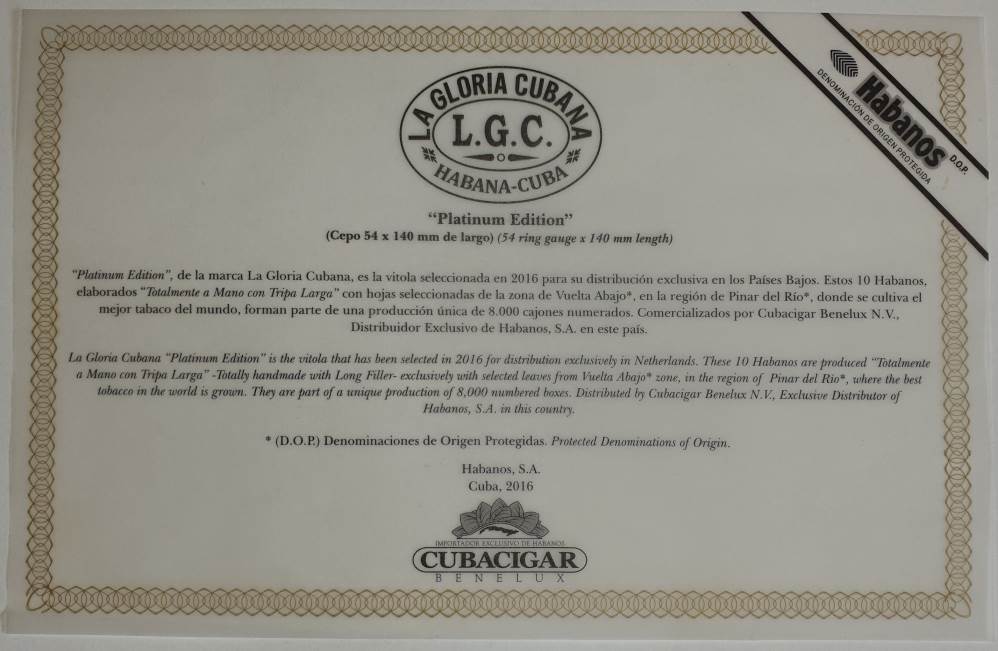 LA GLORIA CUBANA
L.G.C.
HABANA-CUBA
Habanos D.O.P.
DENOMINACIÓN DE ORIGEN PROTEGIDA
“Platinum Edition”
(Cepo 54 x 140 mm de largo) (54 ring gauge x 140 mm length)
"Platinum Edition", de la marca La Gloria Cubana, es la vitola seleccionada en 2016 para su distribución exclusiva en los Países Bajos. Estos 10 Habanos,
elaborados “Totalmente a Mano con Tripa Larga” con hojas seleccionadas de la zona de Vuelta Abajo*, en la región de Pinar del Río*, donde se cultiva el
mejor tabaco del mundo, forman parte de una producción única de 8.000 cajones numerados. Comercializados por Cubacigar Benelux N.V.,
Distribuidor Exclusivo de Habanos, S.A. en este país.
La Gloria Cubana “Platinum Edition” is the vitola that has been selected in 2016 for distribution exclusively in Netherlands. These 10 Habanos are produced “Totalmente
a Mano con Tripa Larga” -Totally handmade with Long Filler- exclusively with selected leaves from Vuelta Abajo* zone, in the region of Pinar del Río*, where the best
tobacco in the world is grown. They are part of a unique production of 8,000 numbered boxes. Distributed by Cubacigar Benelux N.V., Exclusive Distributor of
Habanos, S.A. in this country.
* (D.O.P.) Denominaciones de Origen Protegidas. Protected Denominations of Origin.
Habanos, S.A.
Cuba, 2016
IMPORTADOR EXCLUSIVO DE HABANOS
CUBACIGAR
BENELUX